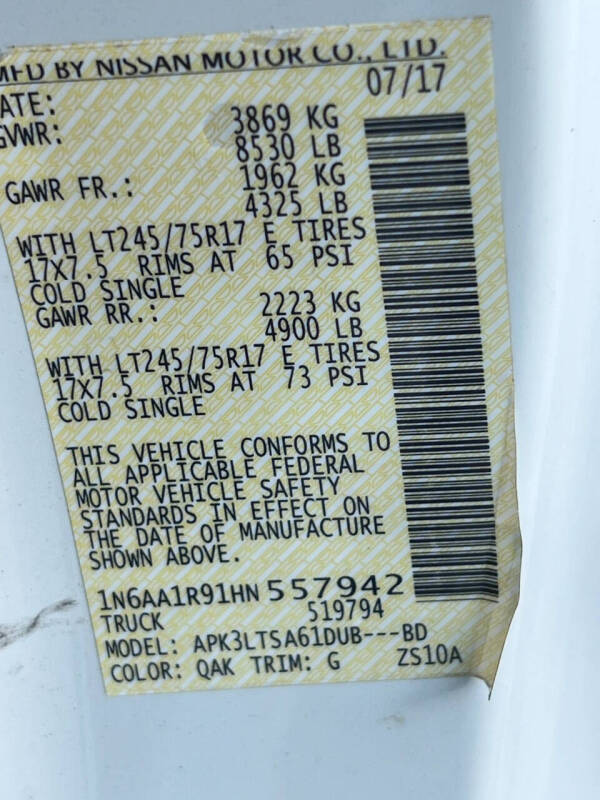 MFD BY NISSAN MOTOR CO., LTD.
ATE: 07/17
GVWR: 3869 KG
8530 LB
GAWR FR.: 1962 KG
4325 LB
WITH LT245/75R17 E TIRES
17X7.5 RIMS AT 65 PSI
COLD SINGLE
GAWR RR.: 2223 KG
4900 LB
WITH LT245/75R17 E TIRES
17X7.5 RIMS AT 73 PSI
COLD SINGLE
THIS VEHICLE CONFORMS TO
ALL APPLICABLE FEDERAL
MOTOR VEHICLE SAFETY
STANDARDS IN EFFECT ON
THE DATE OF MANUFACTURE
SHOWN ABOVE.
1N6AA1R91HN 557942
TRUCK 519794
MODEL: APK3LTSA61DUB---BD
COLOR: QAK TRIM: G ZS10A